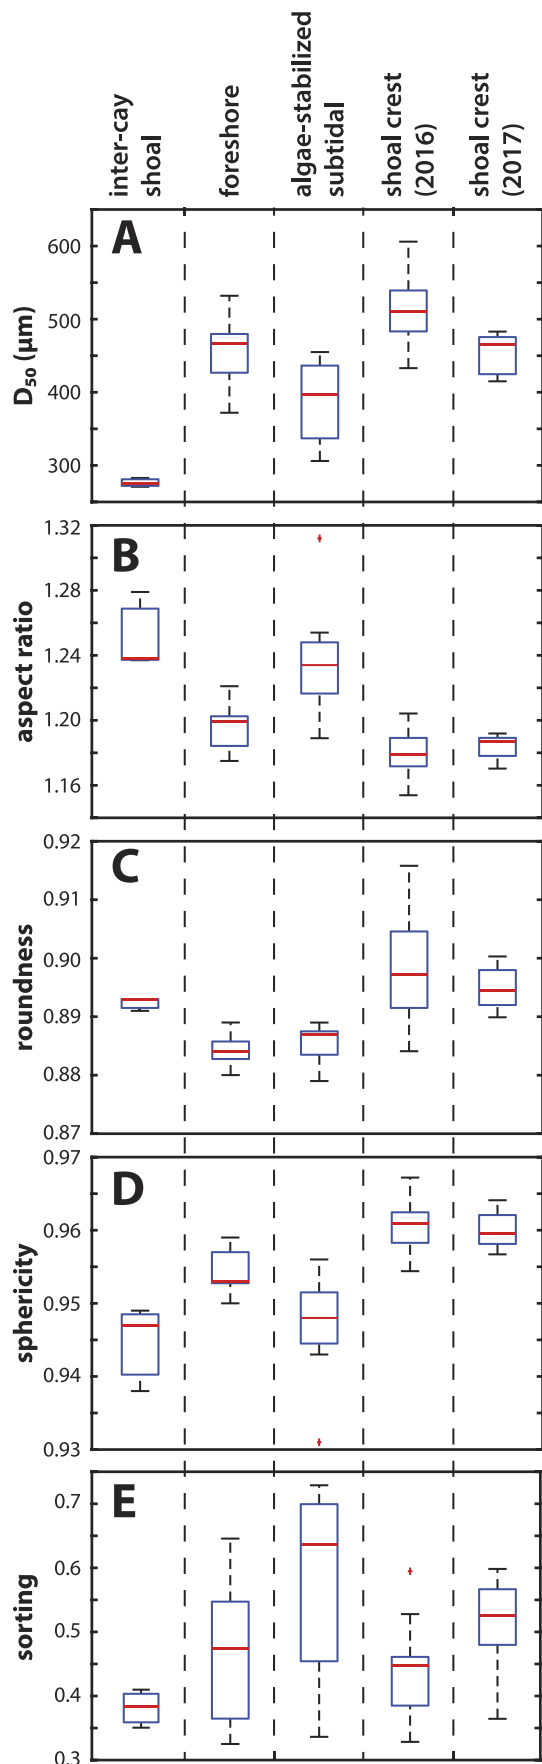 inter-cay
shoal
foreshore
algae-stabilized
subtidal
shoal crest
(2016)
shoal crest
(2017)
A
600
500
400
300
D₅₀ (µm)
B
1.32
1.28
1.24
1.20
1.16
aspect ratio
C
0.92
0.91
0.90
0.89
0.88
0.87
roundness
D
0.97
0.96
0.95
0.94
0.93
sphericity
E
0.7
0.6
0.5
0.4
0.3
sorting